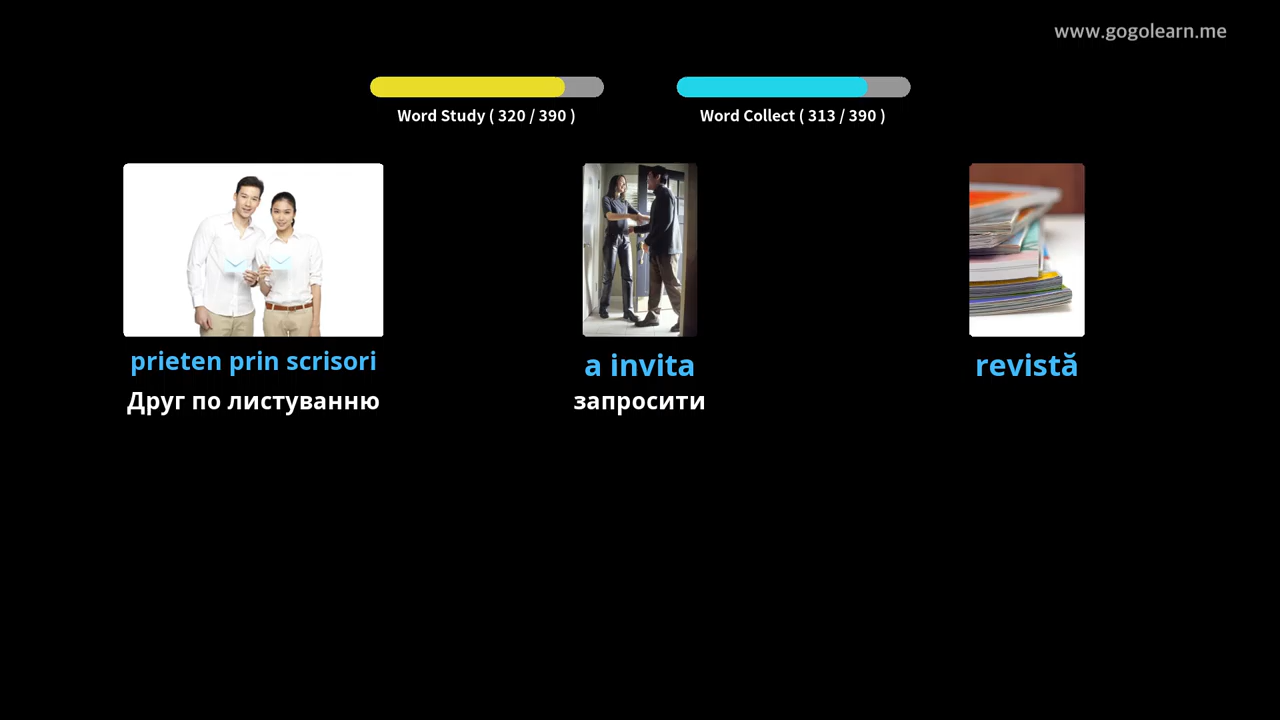 www.gogolearn.me
Word Study ( 320 / 390 )
Word Collect ( 313 / 390 )
prieten prin scrisori
Друг по листуванню
a invita
запросити
revistă